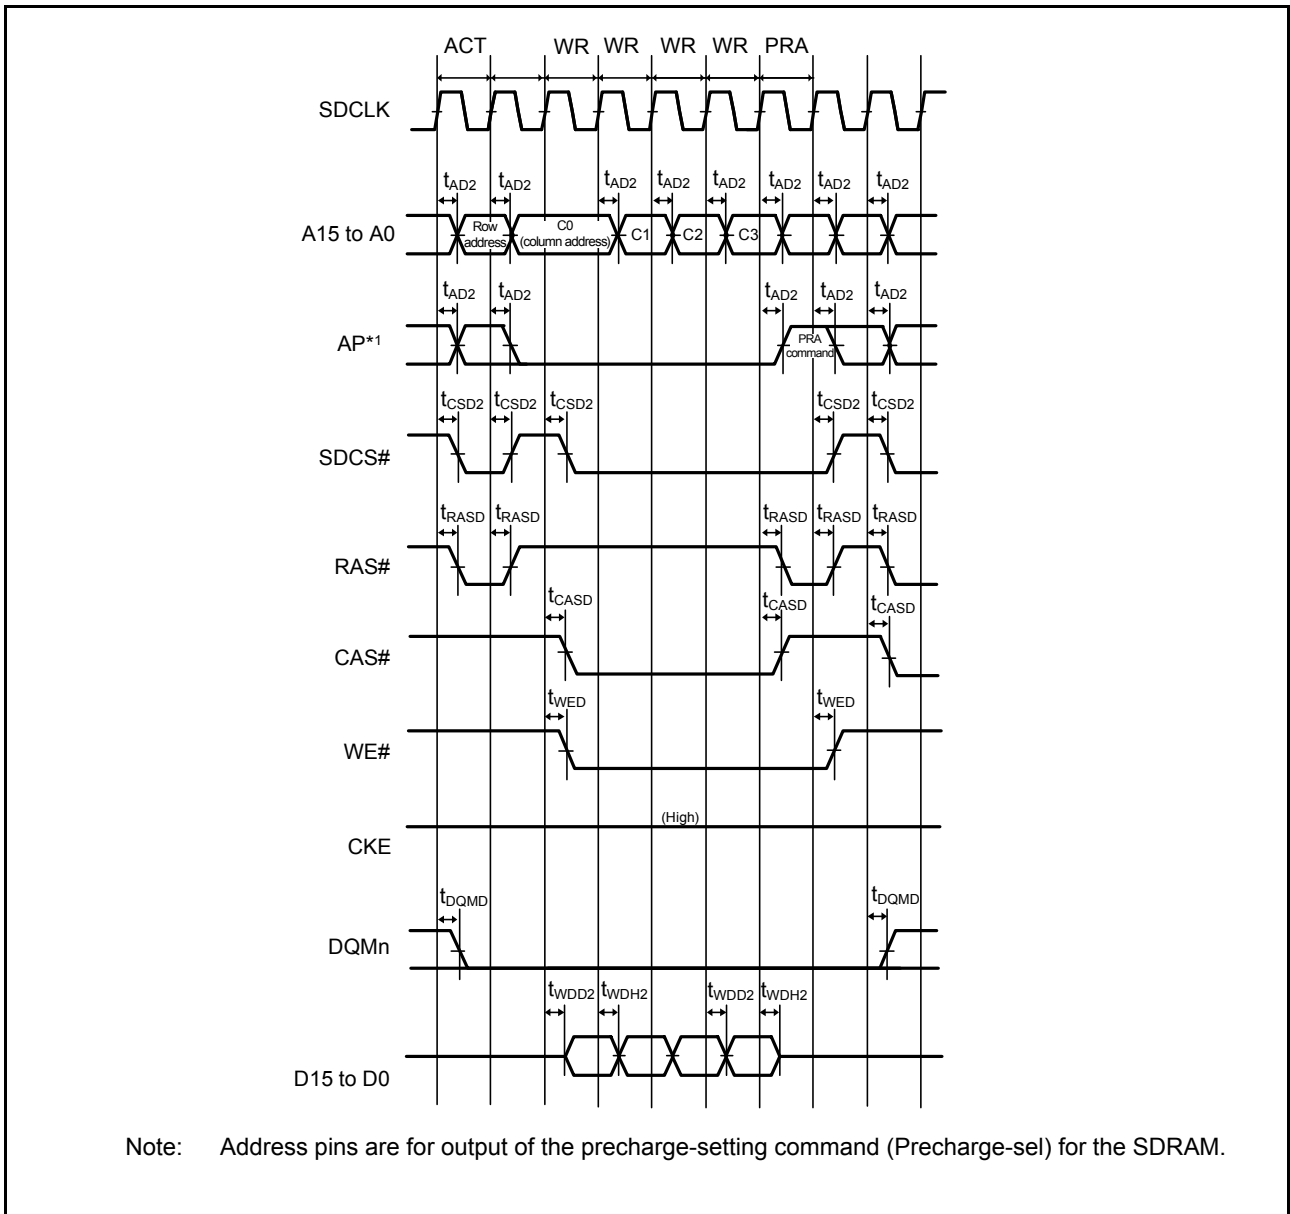 ACT WR WR WR WR PRA
SDCLK
tAD2 tAD2 tAD2 tAD2 tAD2 tAD2 tAD2 tAD2
A15 to A0
Row address
C0 (column address)
C1 C2 C3
tAD2 tAD2 tAD2 tAD2 tAD2
AP*1
PRA command
tCSD2 tCSD2 tCSD2 tCSD2 tCSD2
SDCS#
tRASD tRASD tRASD tRASD tRASD
RAS#
tCASD tCASD tCASD
CAS#
tWED tWED
WE#
(High)
CKE
tDQMD tDQMD
DQMn
tWDD2 tWDH2 tWDD2 tWDH2
D15 to D0
Note: Address pins are for output of the precharge-setting command (Precharge-sel) for the SDRAM.